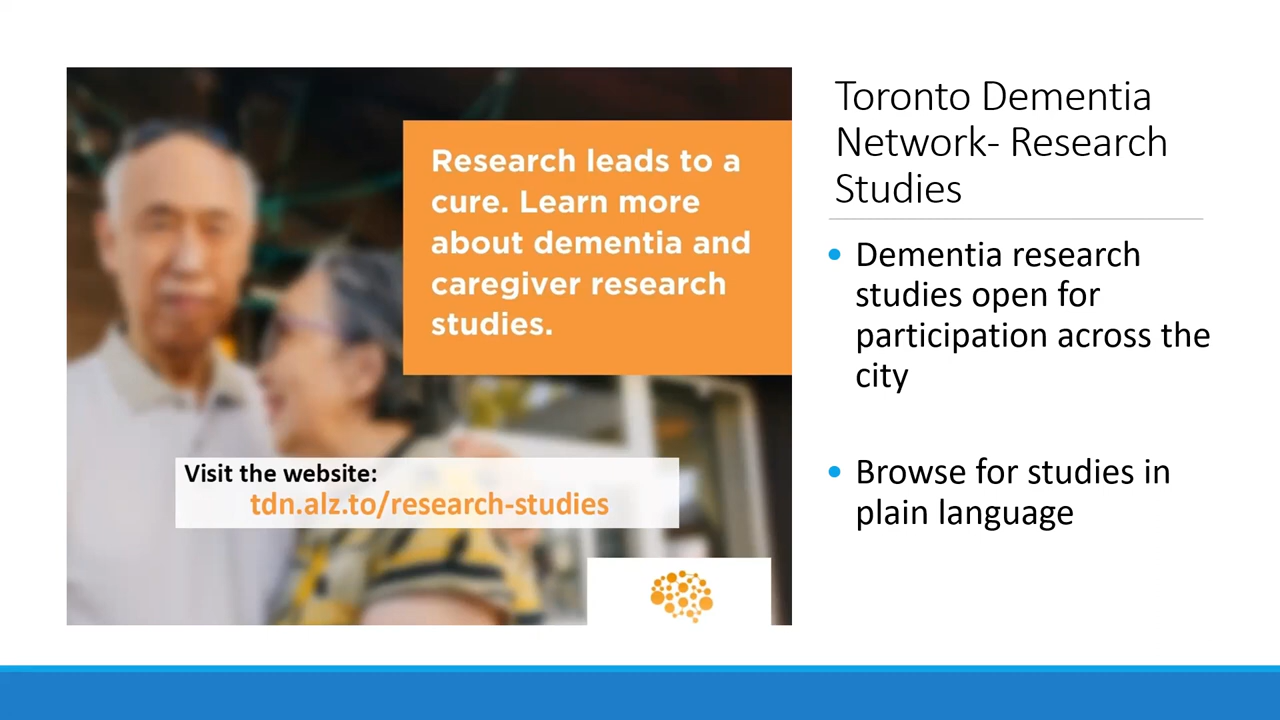 Research leads to a
cure. Learn more
about dementia and
caregiver research
studies.
Visit the website:
tdn.alz.to/research-studies
Toronto Dementia
Network- Research
Studies
• Dementia research
studies open for
participation across the
city
• Browse for studies in
plain language